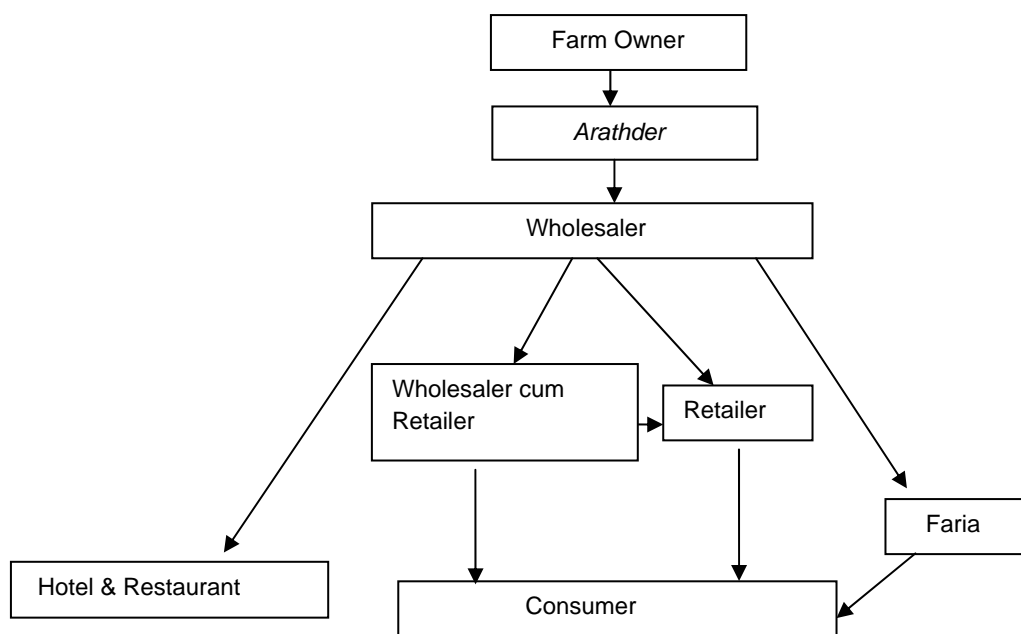 Farm Owner
Arathder
Wholesaler
Wholesaler cum
Retailer
Retailer
Faria
Hotel & Restaurant
Consumer